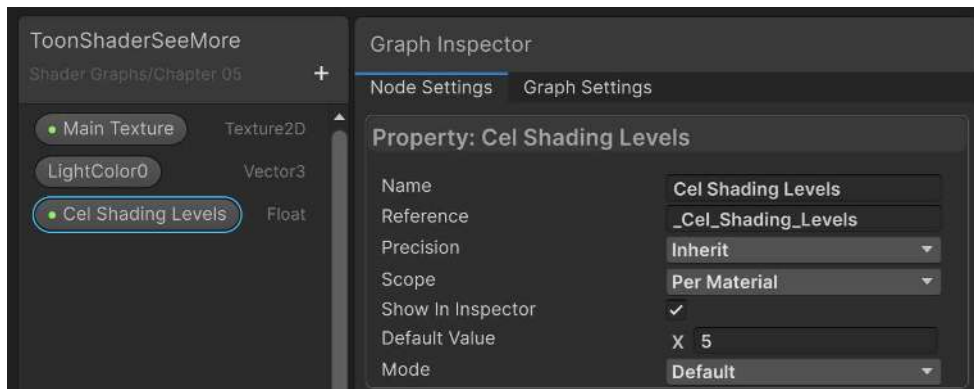 ToonShaderSeeMore
Shader Graphs/Chapter 05
+
Main Texture Texture2D
LightColor0 Vector3
Cel Shading Levels Float
Graph Inspector
Node Settings Graph Settings
Property: Cel Shading Levels
Name Cel Shading Levels
Reference _Cel_Shading_Levels
Precision Inherit
Scope Per Material
Show In Inspector
Default Value X 5
Mode Default